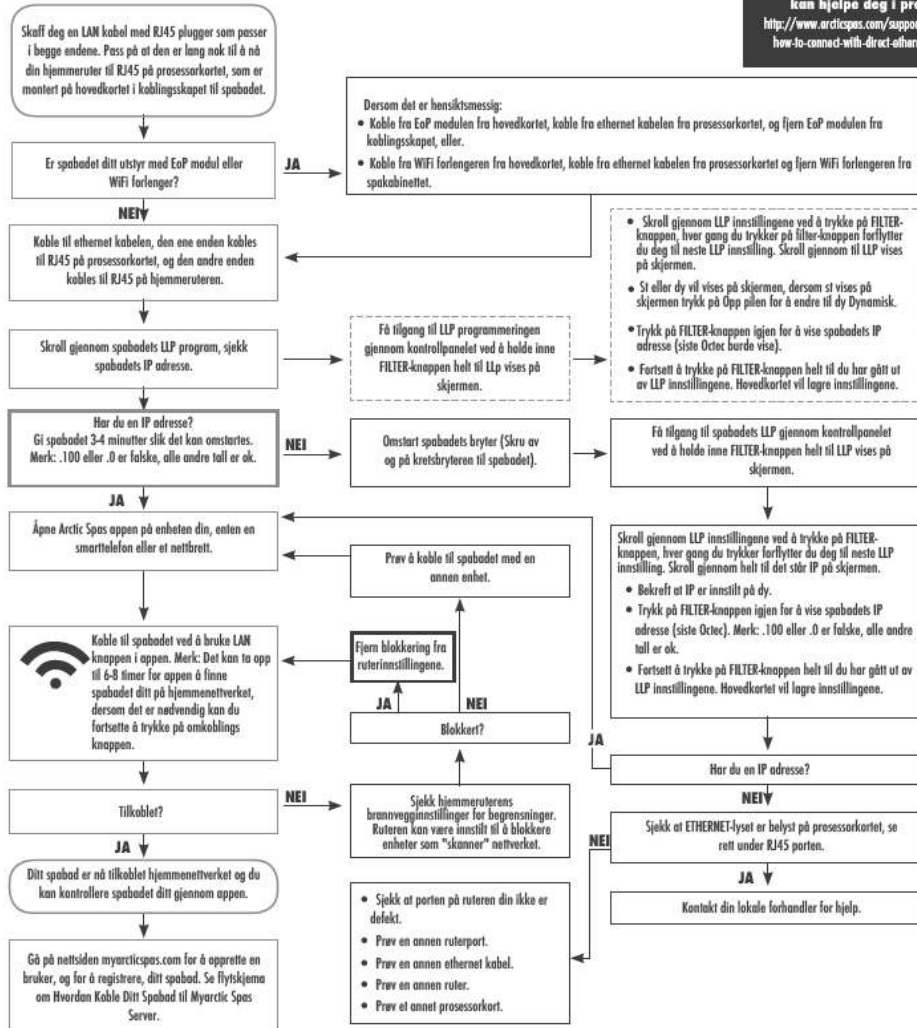 kan hjelpe deg i pro
http://www.arcticspas.com/support
how-to-connect-with-direct-ethern
Skaff deg en LAN kabel med RJ45 plugger som passer
i begge endene. Pass på at den er lang nok til å nå
din hjemmeruter til RJ45 på prosessorkortet, som er
montert på hovedkortet i koblingsskapet til spabadet.
Er spabadet ditt utstyr med EoP modul eller
WiFi forlenger?
JA
Dersom det er hensiktsmessig:
• Koble fra EoP modulen fra hovedkortet, koble fra ethernet kabelen fra prosessorkortet, og fjern EoP modulen fra
koblingsskapet, eller.
• Koble fra WiFi forlengeren fra hovedkortet, koble fra ethernet kabelen fra prosessorkortet og fjern WiFi forlengeren fra
spakabinettet.
NEI
Koble til ethernet kabelen, den ene enden kobles
til RJ45 på prosessorkortet, og den andre enden
kobles til RJ45 på hjemmeruteren.
Skroll gjennom spabadets LLP program, sjekk
spabadets IP adresse.
Få tilgang til LLP programmeringen
gjennom kontrollpanelet ved å holde inne
FILTER-knappen helt til LLp vises på
skjermen.
• Skroll gjennom LLP innstillingene ved å trykke på FILTER-
knappen, hver gang du trykker på filter-knappen forflytter
du deg til neste LLP innstilling. Skroll gjennom til LLP vises
på skjermen.
• St eller dy vil vises på skjermen, dersom st vises på
skjermen trykk på Opp pilen for å endre til dy Dynamisk.
• Trykk på FILTER-knappen igjen for å vise spabadets IP
adresse (siste Octec burde vise).
• Fortsett å trykke på FILTER-knappen helt til du har gått ut
av LLP innstillingene. Hovedkortet vil lagre innstillingene.
Har du en IP adresse?
Gi spabadet 3-4 minutter slik det kan omstartes.
Merk: .100 eller .0 er falske, alle andre tall er ok.
NEI
Omstart spabadets bryter (Skru av
og på kretsbryteren til spabadet).
Få tilgang til spabadets LLP gjennom kontrollpanelet
ved å holde inne FILTER-knappen helt til LLP vises på
skjermen.
JA
Åpne Arctic Spas appen på enheten din, enten en
smarttelefon eller et nettbrett.
Prøv å koble til spabadet med en
annen enhet.
Skroll gjennom LLP innstillingene ved å trykke på FILTER-
knappen, hver gang du trykker forflytter du deg til neste LLP
innstilling. Skroll gjennom helt til det står IP på skjermen.
• Bekreft at IP er innstilt på dy.
• Trykk på FILTER-knappen igjen for å vise spabadets IP
adresse (siste Octec). Merk: .100 eller .0 er falske, alle andre
tall er ok.
• Fortsett å trykke på FILTER-knappen helt til du har gått ut av
LLP innstillingene. Hovedkortet vil lagre innstillingene.
Koble til spabadet ved å bruke LAN
knappen i appen. Merk: Det kan ta opp
til 6-8 timer for appen å finne
spabadet ditt på hjemmenettverket,
dersom det er nødvendig kan du
fortsette å trykke på omkoblings
knappen.
Fjern blokkering fra
ruterinnstillingene.
JA
NEI
Blokkert?
JA
Har du en IP adresse?
NEI
Tilkoblet?
NEI
Sjekk hjemmeruterens
brannvegginnstillinger for begrensninger.
Ruteren kan være innstilt til å blokkere
enheter som "skanner" nettverket.
NEI
Sjekk at ETHERNET-lyset er belyst på prosessorkortet, se
rett under RJ45 porten.
JA
Kontakt din lokale forhandler for hjelp.
JA
Ditt spabad er nå tilkoblet hjemmenettverket og du
kan kontrollere spabadet ditt gjennom appen.
• Sjekk at porten på ruteren din ikke er
defekt.
• Prøv en annen ruterport.
• Prøv en annen ethernet kabel.
• Prøv en annen ruter.
• Prøv et annet prosessorkort.
Gå på nettsiden myarcticspas.com for å opprette en
bruker, og for å registrere, ditt spabad. Se flytskjema
om Hvordan Koble Ditt Spabad til Myarctic Spas
Server.